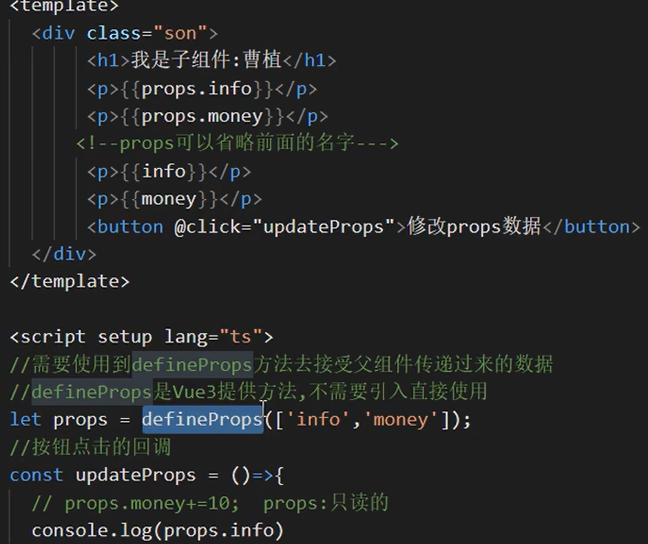 <template>
<div class="son">
<h1>我是子组件:曹植</h1>
<p>{{props.info}}</p>
<p>{{props.money}}</p>
<!--props可以省略前面的名字--->
<p>{{info}}</p>
<p>{{money}}</p>
<button @click="updateProps">修改props数据</button>
</div>
</template>
<script setup lang="ts">
//需要使用到defineProps方法去接受父组件传递过来的数据
//defineProps是Vue3提供方法,不需要引入直接使用
let props = defineProps(['info','money']);
//按钮点击的回调
const updateProps = ()=>{
// props.money+=10;  props:只读的
console.log(props.info)